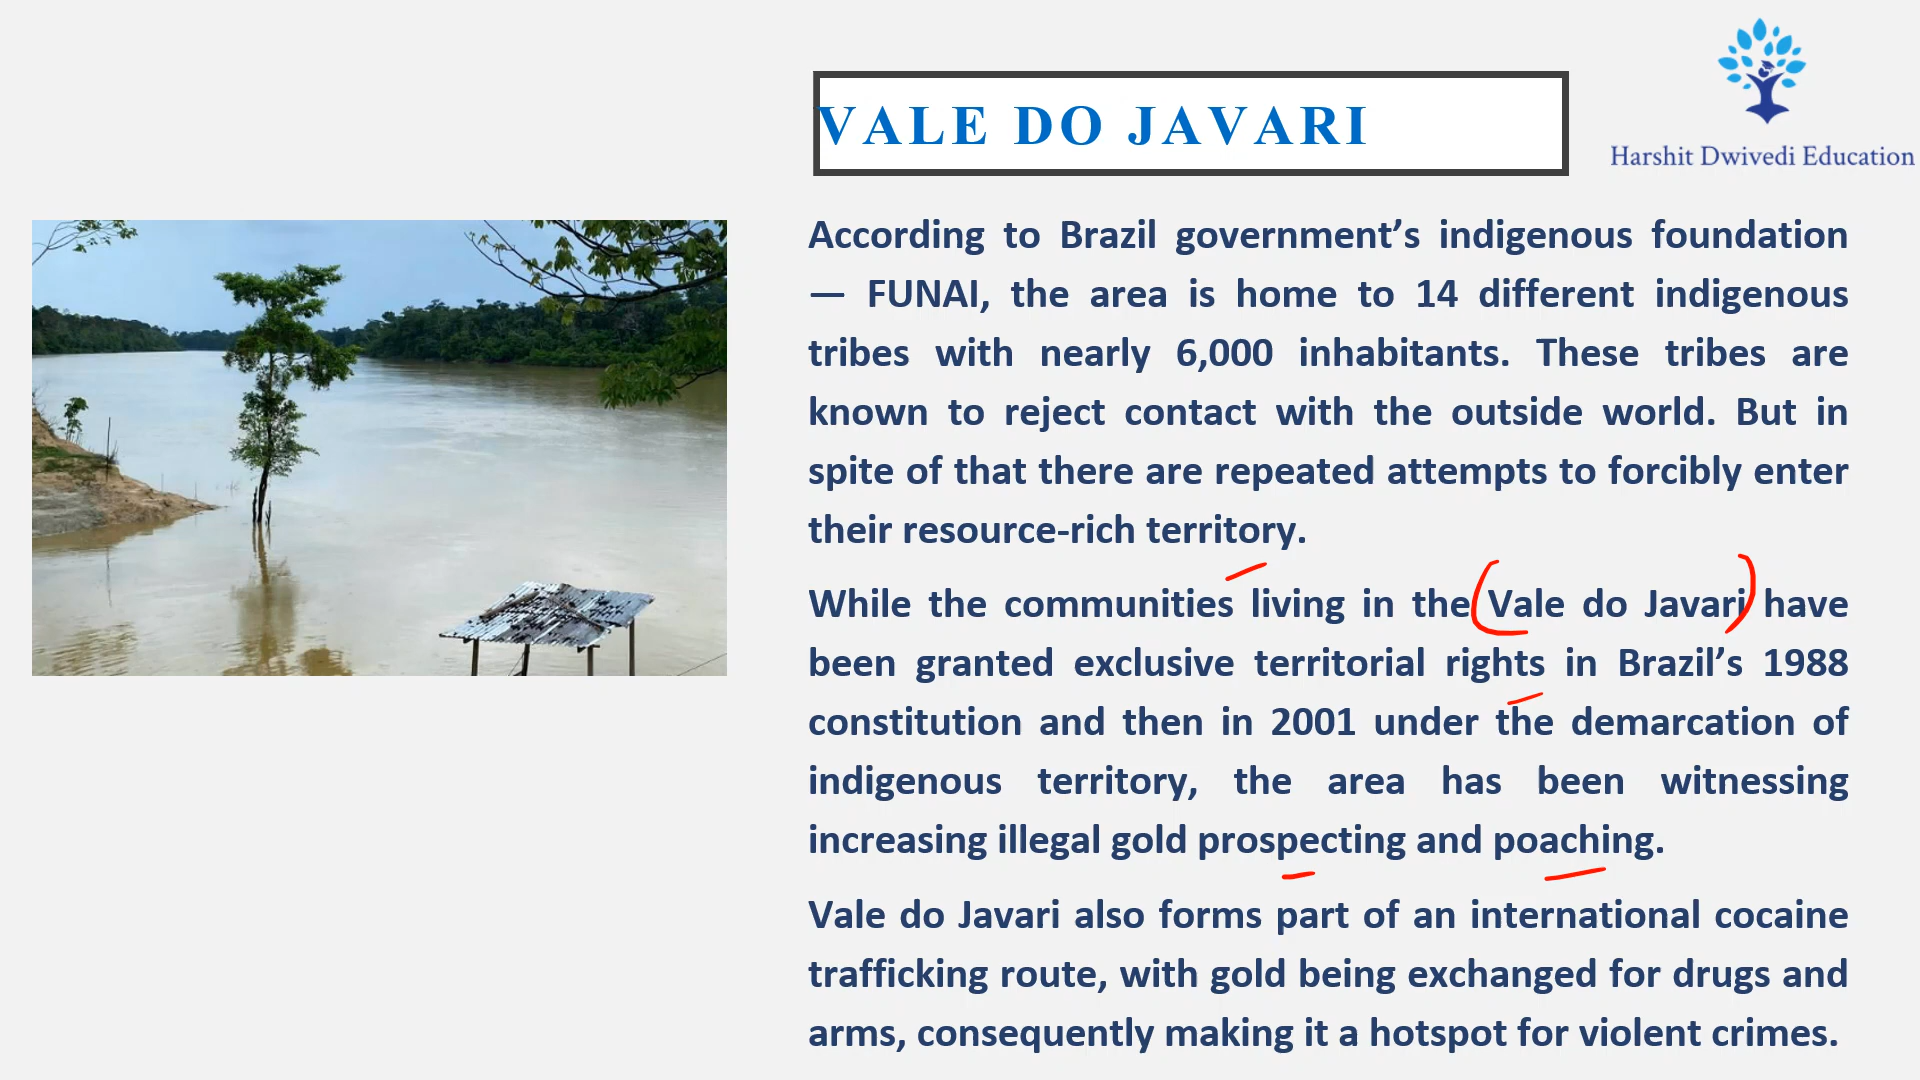 VALE DO JAVARI
Harshit Dwivedi Education
According to Brazil government’s indigenous foundation
— FUNAI, the area is home to 14 different indigenous
tribes with nearly 6,000 inhabitants. These tribes are
known to reject contact with the outside world. But in
spite of that there are repeated attempts to forcibly enter
their resource-rich territory.
While the communities living in the Vale do Javari have
been granted exclusive territorial rights in Brazil’s 1988
constitution and then in 2001 under the demarcation of
indigenous territory, the area has been witnessing
increasing illegal gold prospecting and poaching.
Vale do Javari also forms part of an international cocaine
trafficking route, with gold being exchanged for drugs and
arms, consequently making it a hotspot for violent crimes.